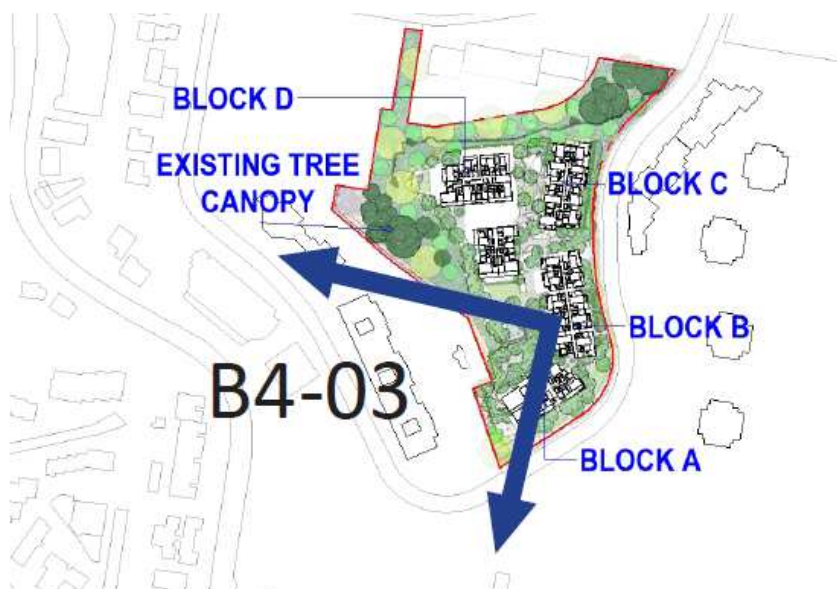 BLOCK D
EXISTING TREE
CANOPY
BLOCK C
BLOCK B
B4-03
BLOCK A